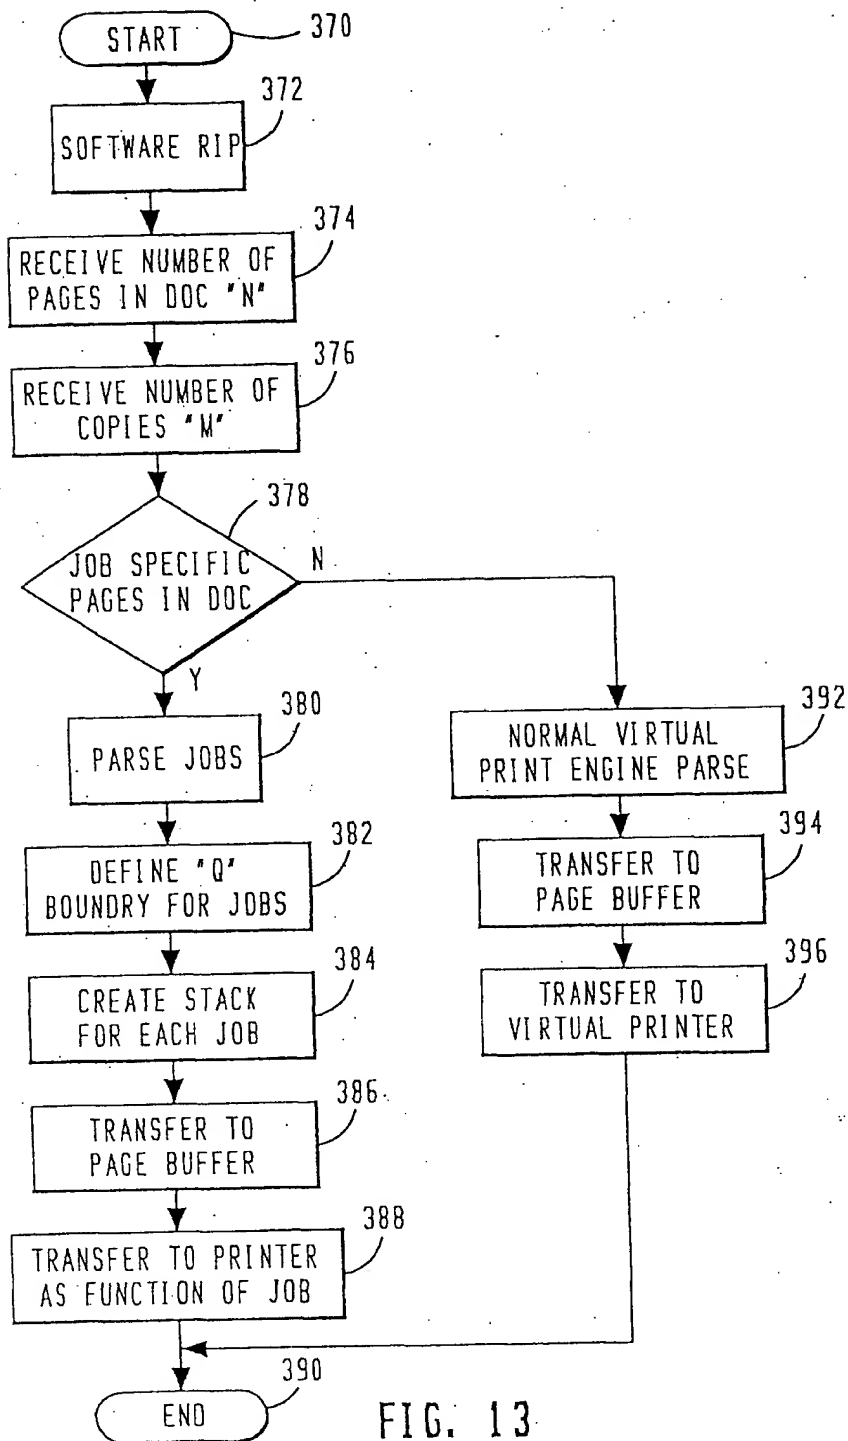 START
370
SOFTWARE RIP
372
RECEIVE NUMBER OF
PAGES IN DOC "N"
374
RECEIVE NUMBER OF
COPIES "M"
376
JOB SPECIFIC
PAGES IN DOC
378
N
Y
PARSE JOBS
380
DEFINE "Q"
BOUNDRY FOR JOBS
382
CREATE STACK
FOR EACH JOB
384
TRANSFER TO
PAGE BUFFER
386
TRANSFER TO PRINTER
AS FUNCTION OF JOB
388
NORMAL VIRTUAL
PRINT ENGINE PARSE
392
TRANSFER TO
PAGE BUFFER
394
TRANSFER TO
VIRTUAL PRINTER
396
END
390
FIG. 13